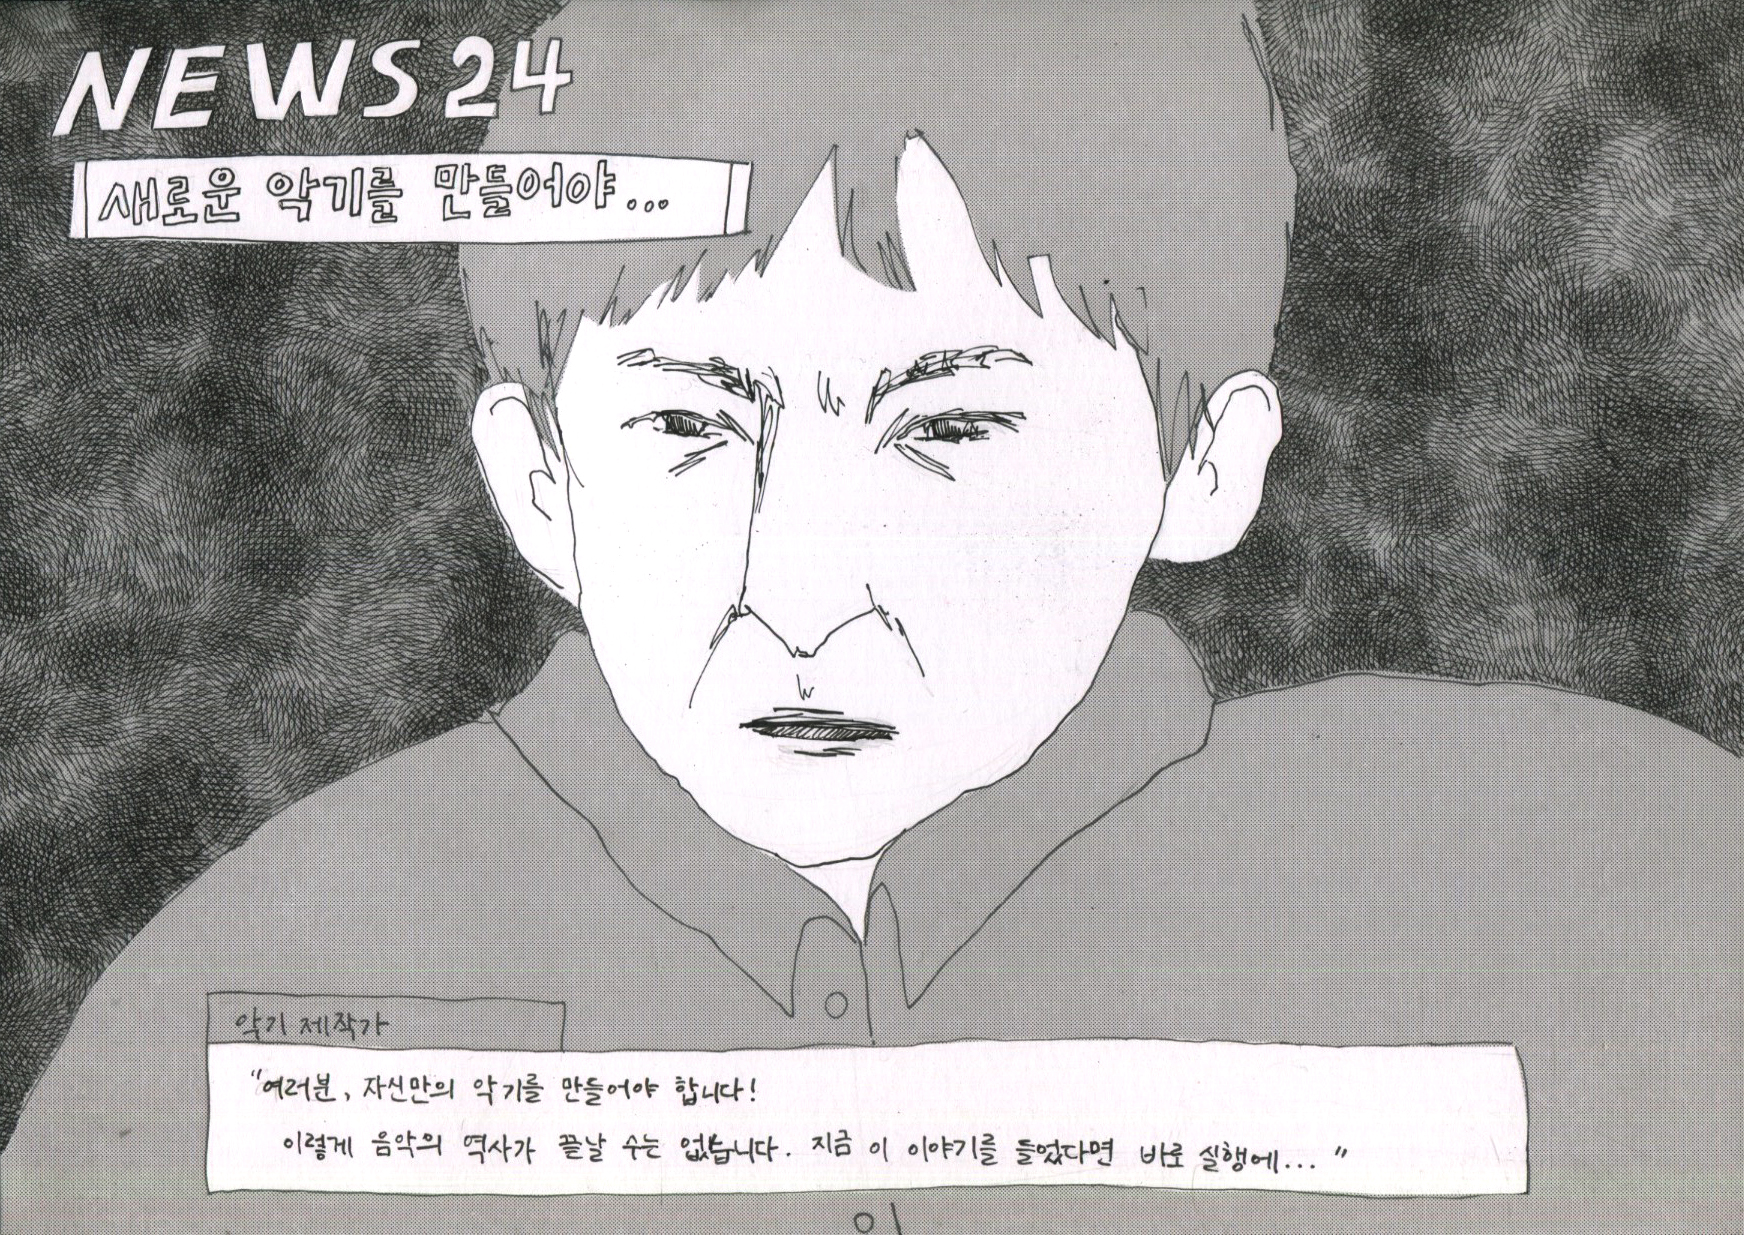 NEWS 24
새로운 악기를 만들어야...
악기 제작가
"여러분, 자신만의 악기를 만들어야 합니다!
이렇게 음악의 역사가 끝날 수는 없습니다. 지금 이 이야기를 들었다면 바로 실행에... "